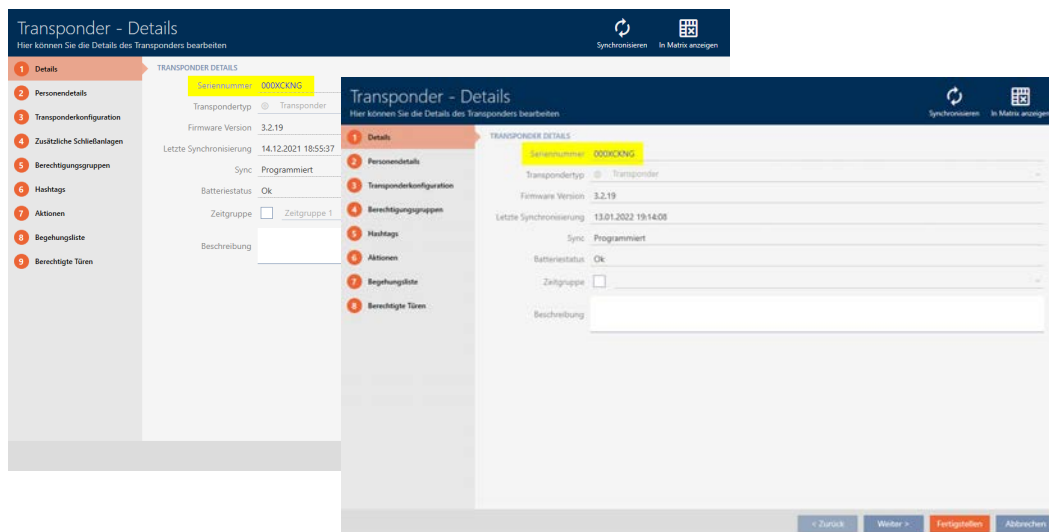 Transponder - Details
Hier können Sie die Details des Transponders bearbeiten
Synchronisieren
In Matrix anzeigen
1 Details
2 Personendetails
3 Transponderkonfiguration
4 Zusätzliche Schließanlagen
5 Berechtigungsgruppen
6 Hashtags
7 Aktionen
8 Begehungsliste
9 Berechtigte Türen
TRANSPONDER DETAILS
Seriennummer 000XCKNG
Transpondertyp Transponder
Firmware Version 3.2.19
Letzte Synchronisierung 14.12.2021 18:55:37
Sync Programmiert
Batteriestatus Ok
Zeitgruppe Zeitgruppe 1
Beschreibung
Transponder - Details
Hier können Sie die Details des Transponders bearbeiten
Synchronisieren
In Matrix anzeigen
1 Details
2 Personendetails
3 Transponderkonfiguration
4 Berechtigungsgruppen
5 Hashtags
6 Aktionen
7 Begehungsliste
8 Berechtigte Türen
TRANSPONDER DETAILS
Seriennummer 000XCKNG
Transpondertyp Transponder
Firmware Version 3.2.19
Letzte Synchronisierung 13.01.2022 19:14:08
Sync Programmiert
Batteriestatus Ok
Zeitgruppe
Beschreibung
< Zurück
Weiter >
Fertigstellen
Abbrechen